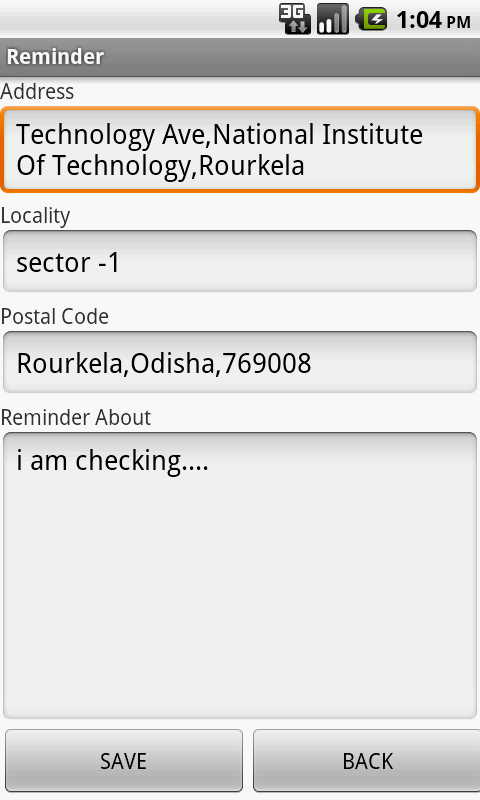 3G 1:04 PM
Reminder
Address
Technology Ave,National Institute
Of Technology,Rourkela
Locality
sector -1
Postal Code
Rourkela,Odisha,769008
Reminder About
i am checking....
SAVE BACK